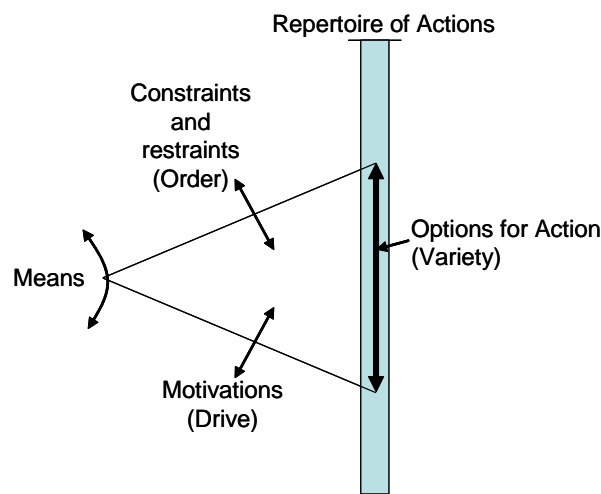 Repertoire of Actions
Constraints
and
restraints
(Order)
Options for Action
(Variety)
Means
Motivations
(Drive)